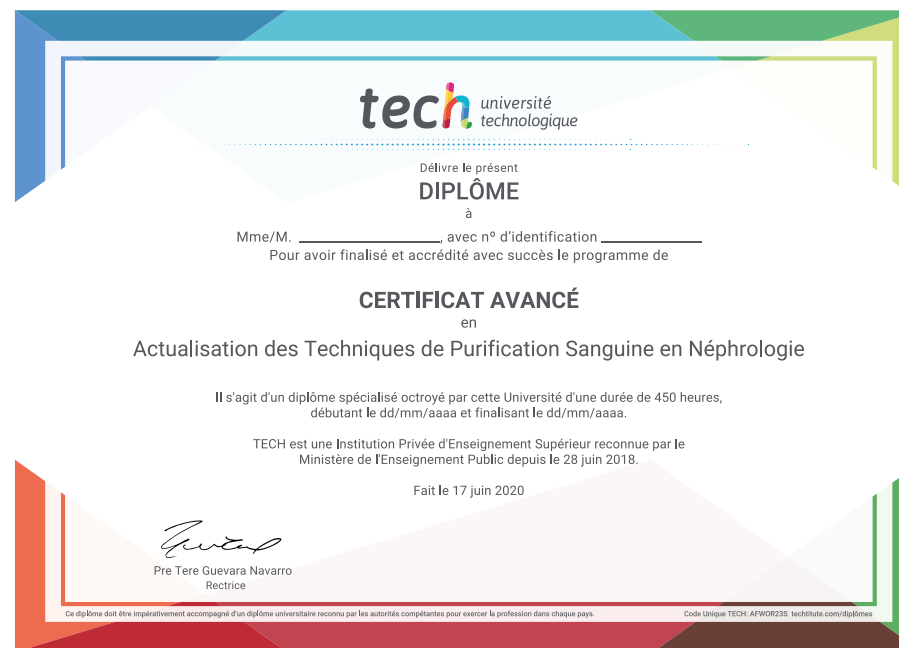 tech université
technologique
Délivre le présent
DIPLÔME
à
Mme/M. ____________________, avec nº d'identification ______________
Pour avoir finalisé et accrédité avec succès le programme de
CERTIFICAT AVANCÉ
en
Actualisation des Techniques de Purification Sanguine en Néphrologie
Il s'agit d'un diplôme spécialisé octroyé par cette Université d'une durée de 450 heures,
débutant le dd/mm/aaaa et finalisant le dd/mm/aaaa.
TECH est une Institution Privée d'Enseignement Supérieur reconnue par le
Ministère de l'Enseignement Public depuis le 28 juin 2018.
Fait le 17 juin 2020
Pre Tere Guevara Navarro
Rectrice
Ce diplôme doit être impérativement accompagné d'un diplôme universitaire reconnu par les autorités compétentes pour exercer la profession dans chaque pays. Code Unique TECH: AFWOR23S techtitute.com/diplômes